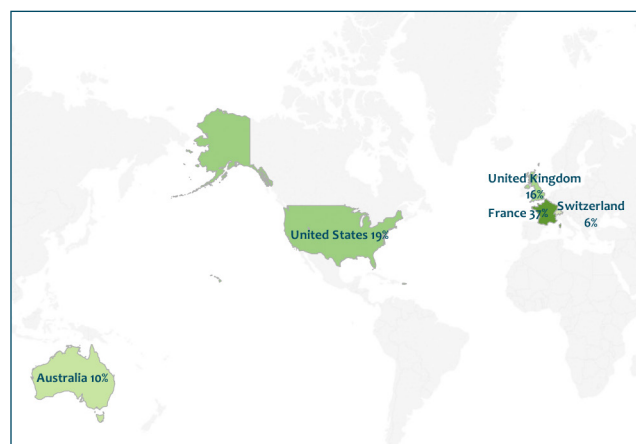 United Kingdom
16%
France 37%
Switzerland
6%
United States 19%
Australia 10%